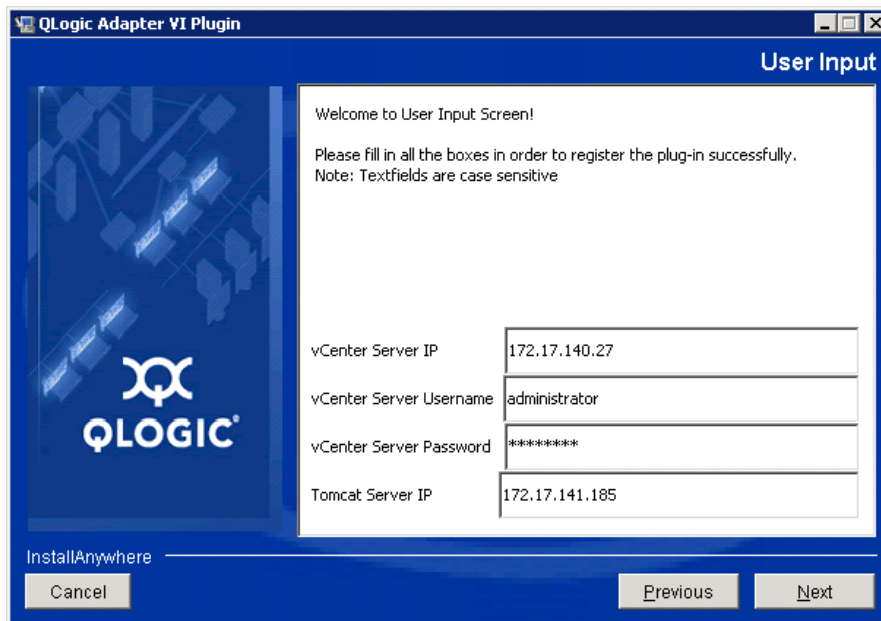 QLogic Adapter VI Plugin
User Input
Welcome to User Input Screen!
Please fill in all the boxes in order to register the plug-in successfully.
Note: Textfields are case sensitive
vCenter Server IP 172.17.140.27
vCenter Server Username administrator
vCenter Server Password ********
Tomcat Server IP 172.17.141.185
QLOGIC®
InstallAnywhere
Cancel Previous Next